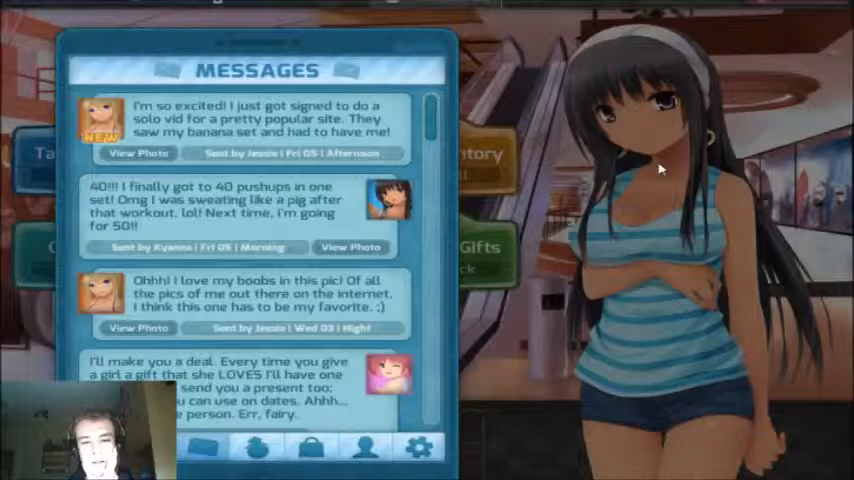 MESSAGES
I'm so excited! I just got signed to do a
solo vid for a pretty popular site. They
saw my banana set and had to have me!
NEW
View Photo
Sent by Jessie | Fri 05 | Afternoon
40!!! I finally got to 40 pushups in one
set! Omg I was sweating like a pig after
that workout, lol! Next time, i'm going
for 50!!
Sent by Kyanna | Fri 05 | Morning
View Photo
Ohhh! I love my boobs in this pic! Of all
the pics of me out there on the internet,
I think this one has to be my favorite. ;)
View Photo
Sent by Jessie | Wed 03 | Night
I'll make you a deal. Every time you give
a girl a gift that she LOVES I'll have one
send you a present too;
can use on dates. Ahhh...
person. Err, fairy.
Ta
ntory
Gifts